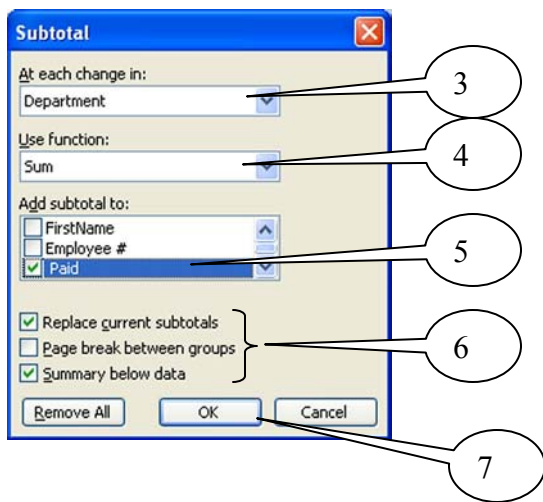 Subtotal
At each change in:
Department
3
Use function:
Sum
4
Add subtotal to:
FirstName
Employee #
Paid
5
Replace current subtotals
Page break between groups
Summary below data
6
Remove All OK Cancel
7